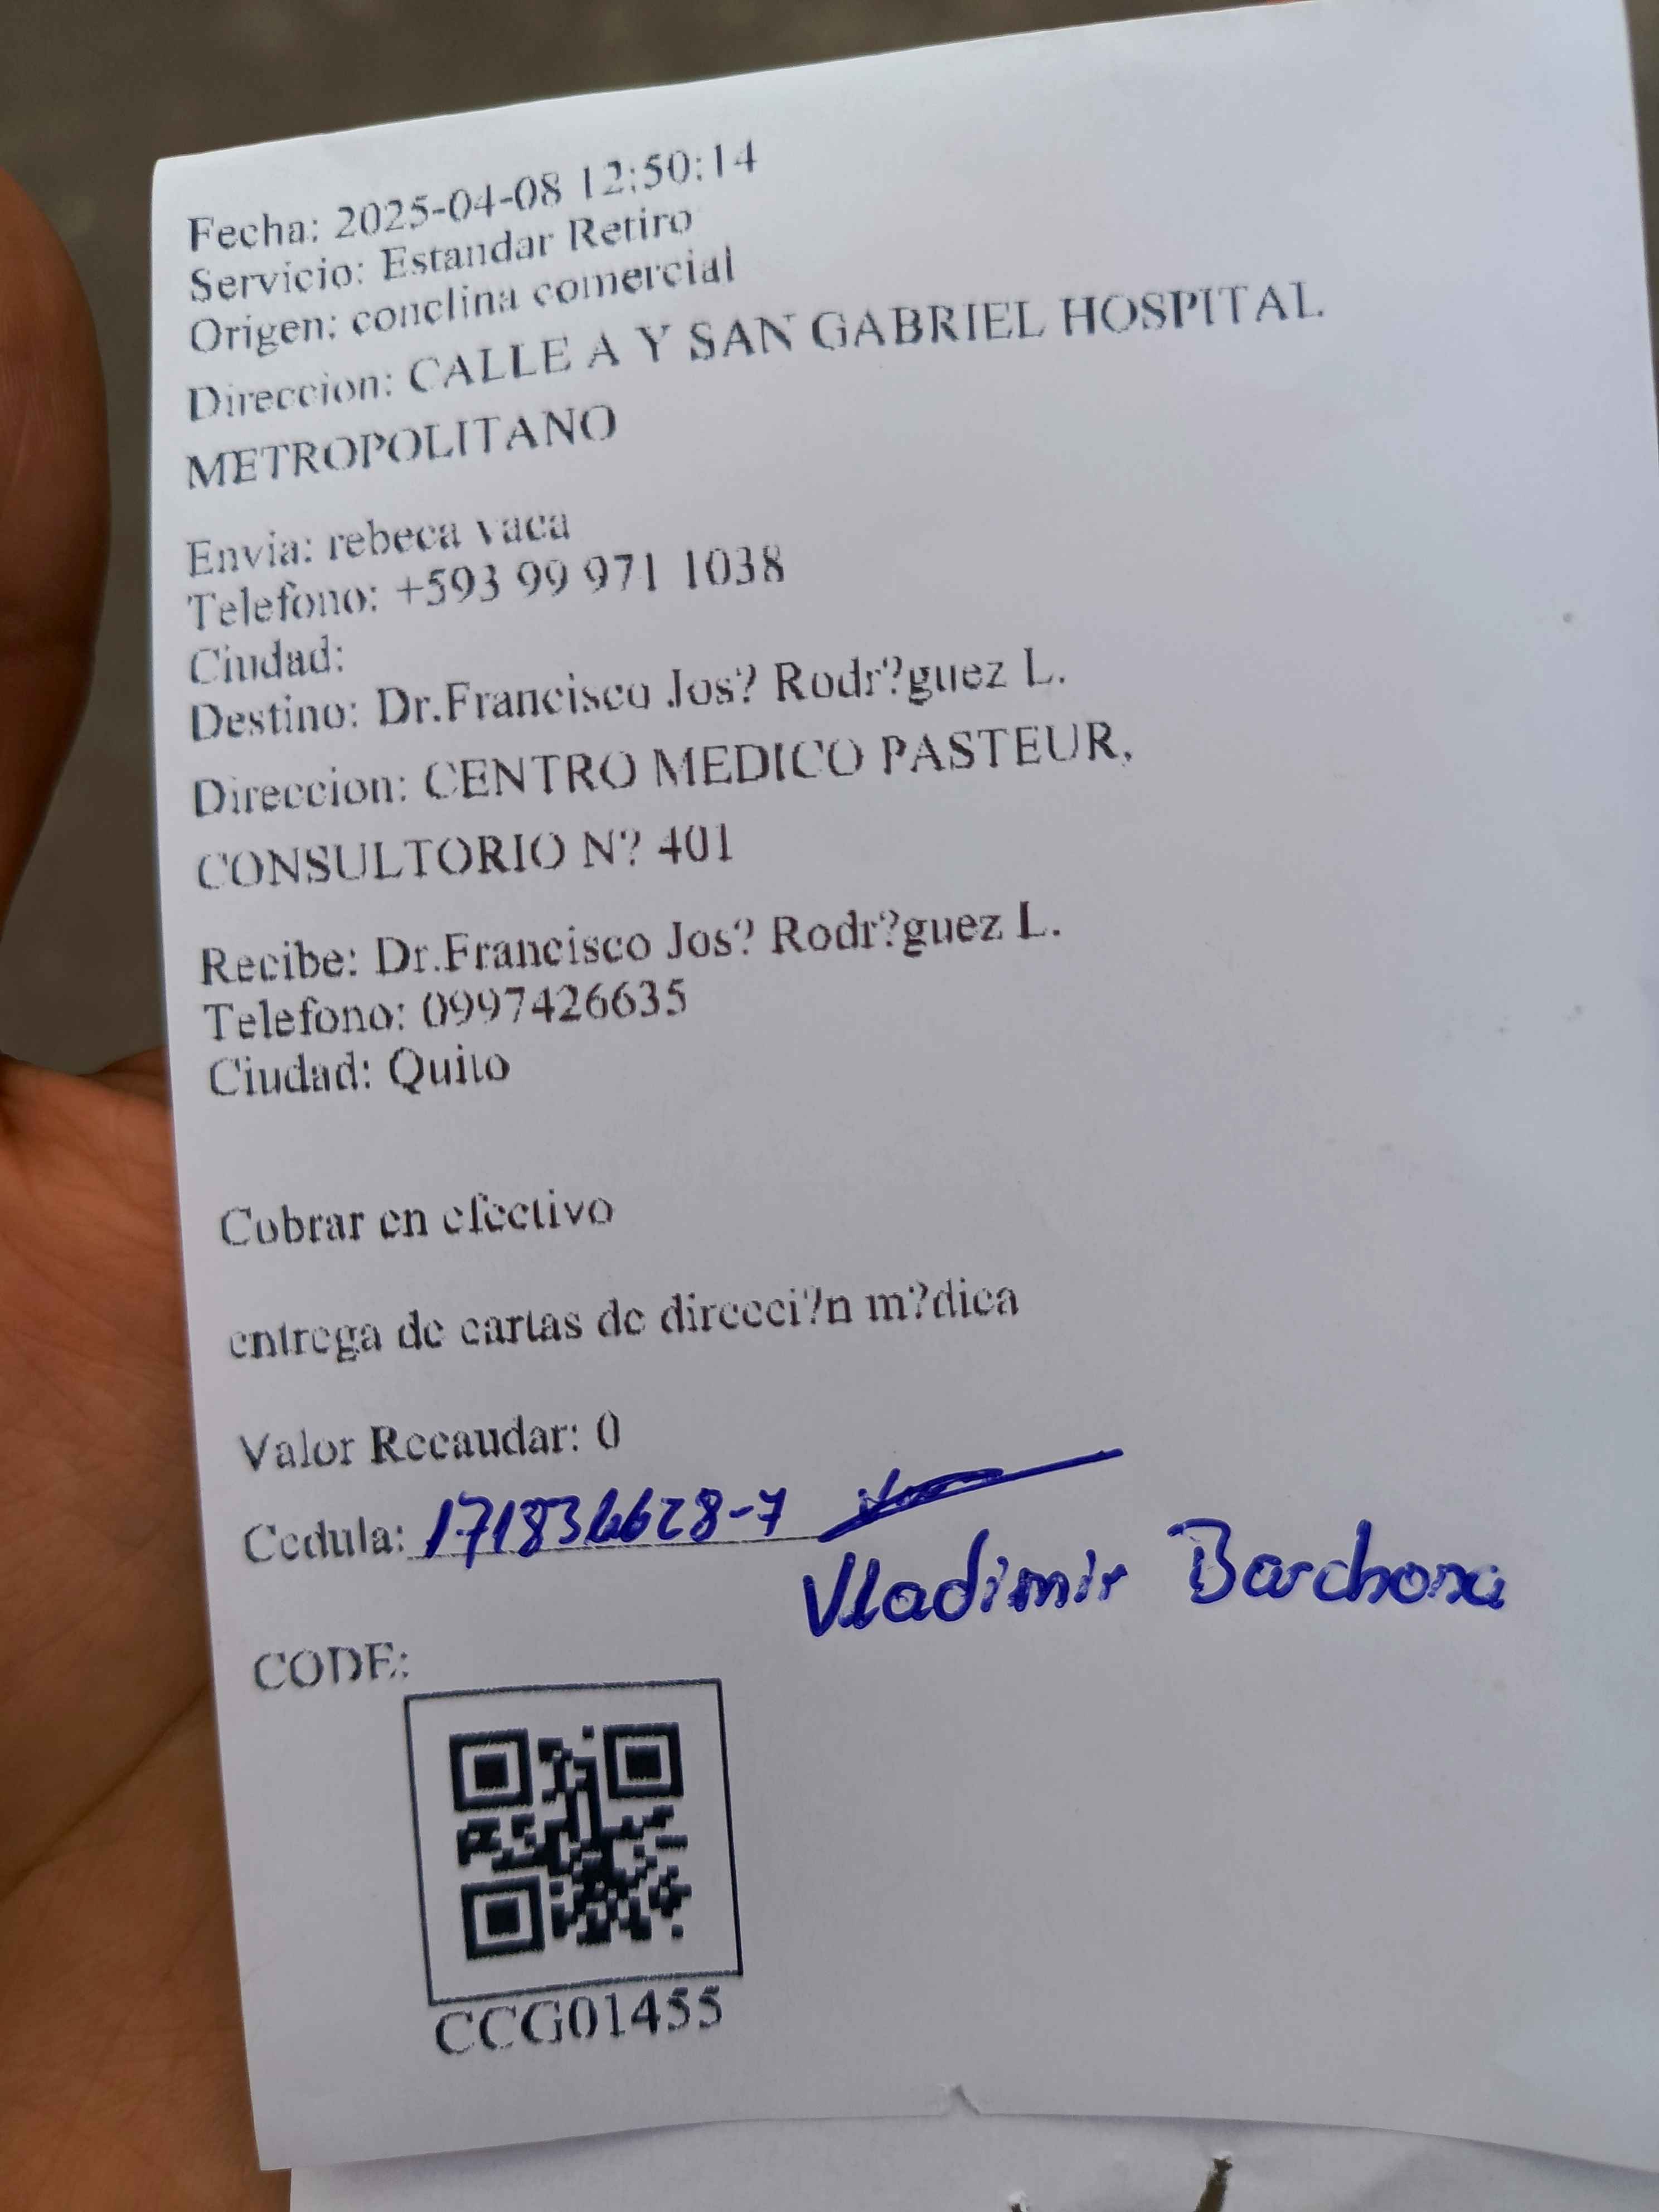 Fecha: 2025-04-08 12:50:14
Servicio: Estandar Retiro
Origen: conclina comercial
Direccion: CALLE A Y SAN GABRIEL HOSPITAL
METROPOLITANO
Envia: rebeca vaca
Telefono: +593 99 971 1038
Ciudad:
Destino: Dr.Francisco Jos? Rodr?guez L.
Direccion: CENTRO MEDICO PASTEUR,
CONSULTORIO N? 401
Recibe: Dr.Francisco Jos? Rodr?guez L.
Telefono: 0997426635
Ciudad: Quito
Cobrar en efectivo
entrega de cartas de direcci?n m?dica
Valor Recaudar: 0
Cedula: 171836628-7
Vladimir Barchona
CODE:
CCG01455